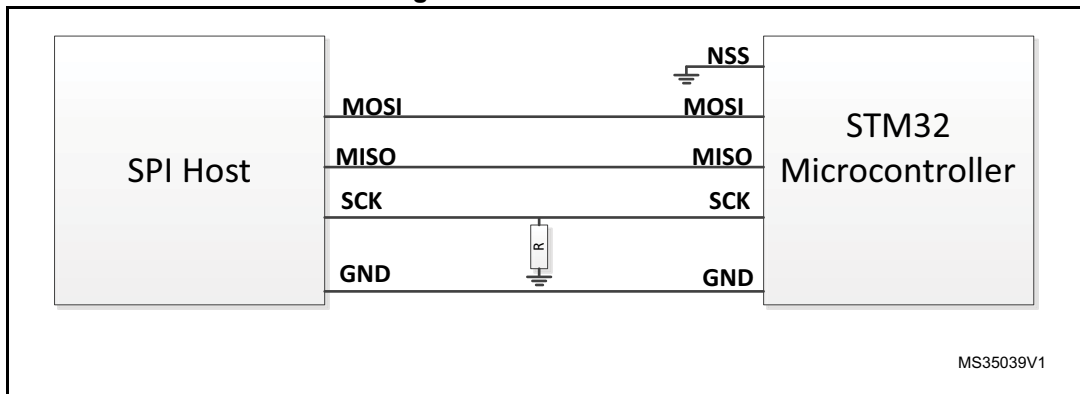 NSS
MOSI MOSI
STM32
Microcontroller
SPI Host
MISO MISO
SCK SCK
R
GND GND
MS35039V1